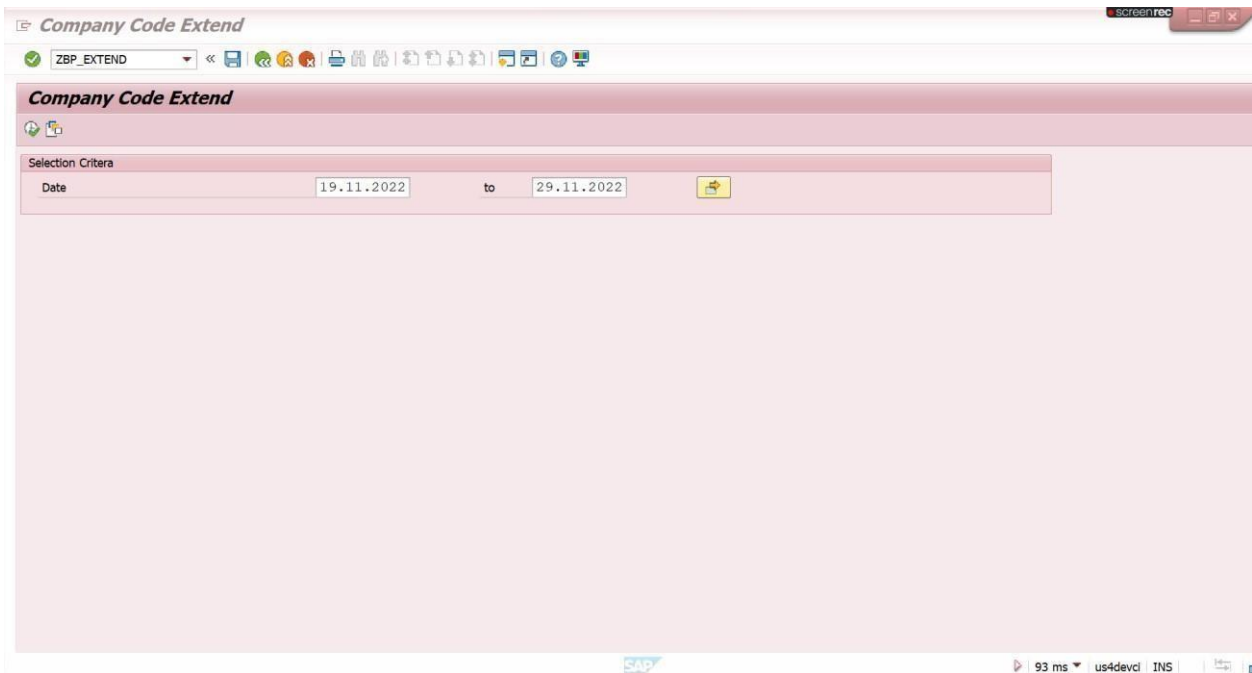 screenrec
Company Code Extend
ZBP_EXTEND
Company Code Extend
Selection Critera
Date 19.11.2022 to 29.11.2022
SAP 93 ms us4devci INS